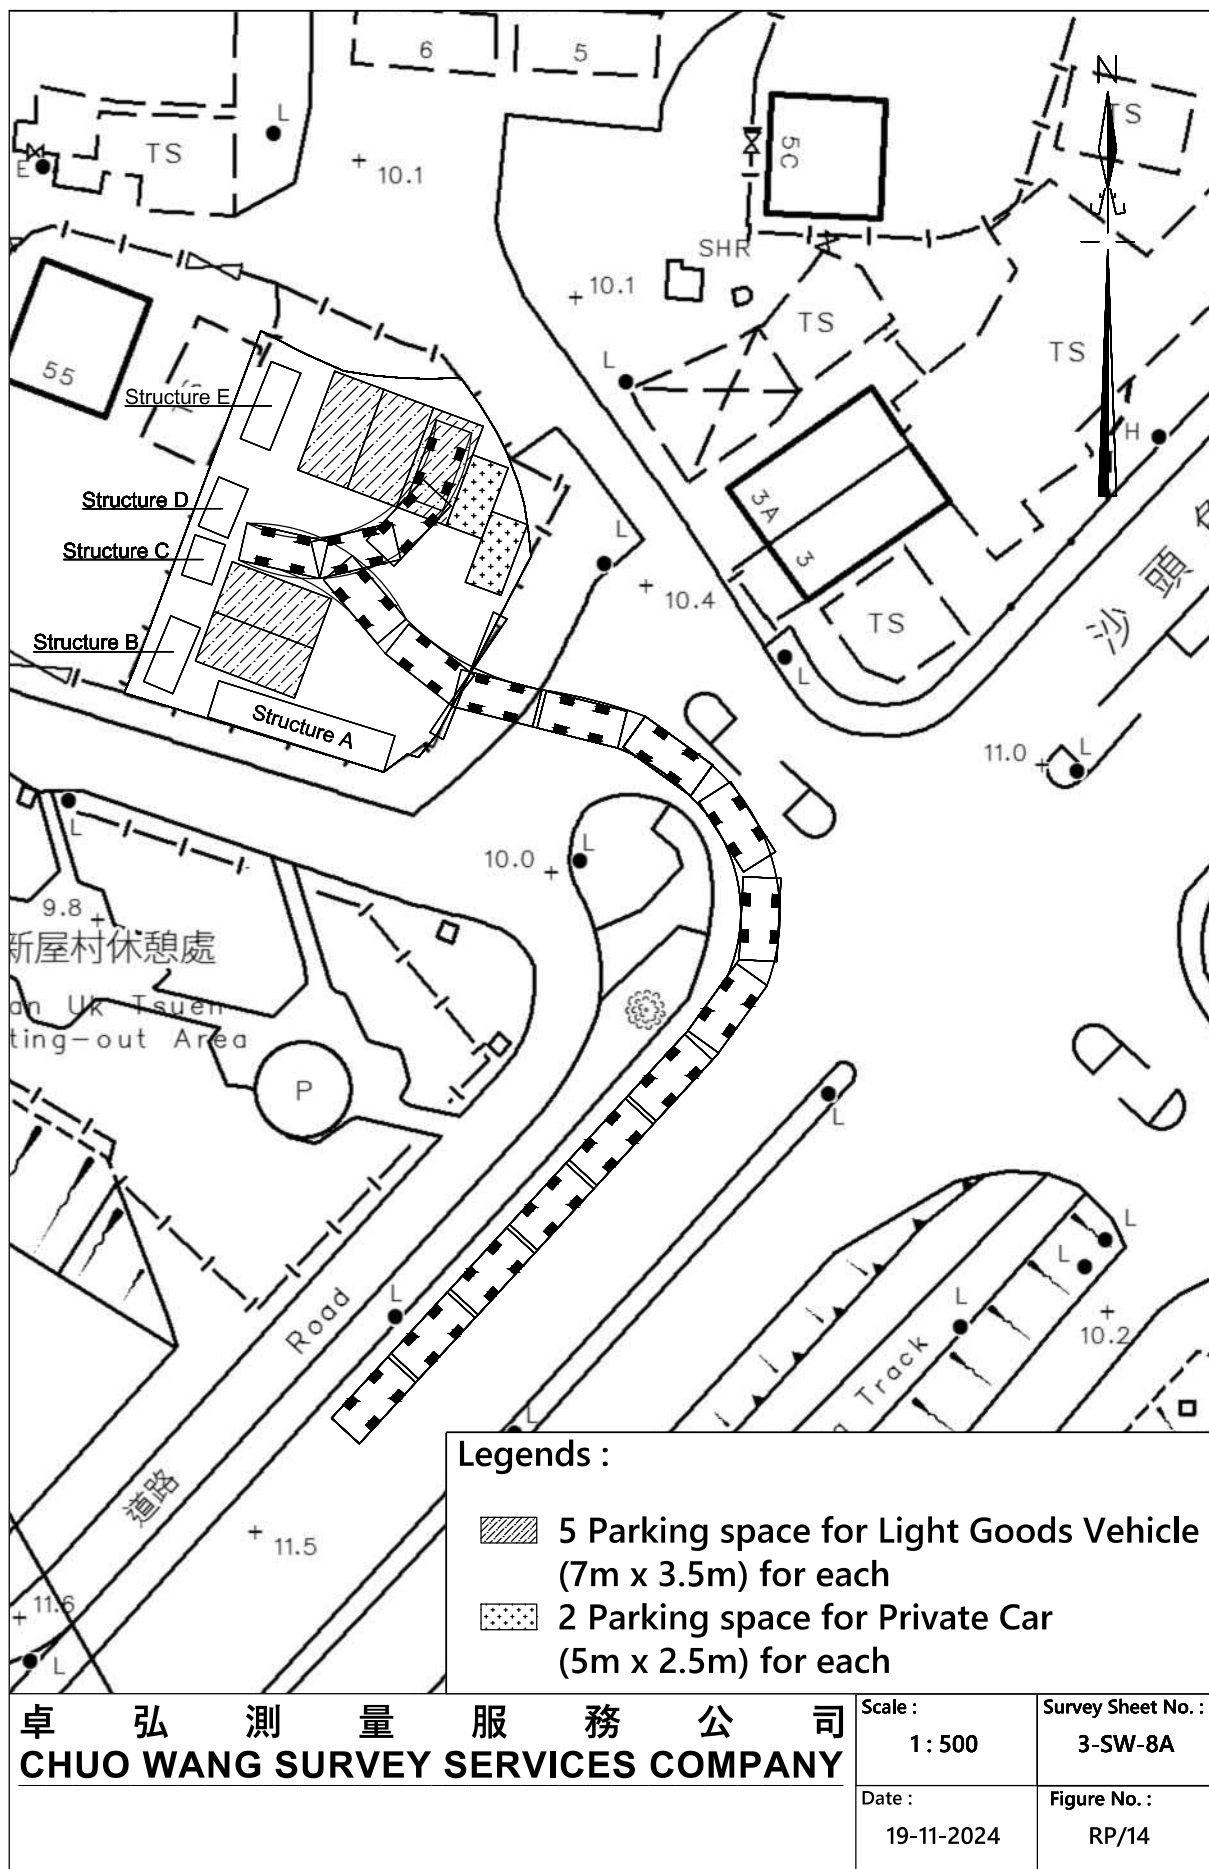 6
5
L
TS
E
10.1
5C
TS
N
SHR
10.1
TS
TS
55
L
H
Structure E
Structure D
Structure C
Structure B
Structure A
3A
3
L
10.4
TS
L
沙
頭
11.0
L
L
10.0
L
9.8
新屋村休憩處
an Uk Tsuen
ting-out Area
P
L
L
L
L
L
10.2
Track
Road
道路
L
11.5
11.6
L
Legends :
5 Parking space for Light Goods Vehicle
(7m x 3.5m) for each
2 Parking space for Private Car
(5m x 2.5m) for each
卓弘測量服務公司
CHUO WANG SURVEY SERVICES COMPANY
Scale :
1 : 500
Survey Sheet No. :
3-SW-8A
Date :
19-11-2024
Figure No. :
RP/14